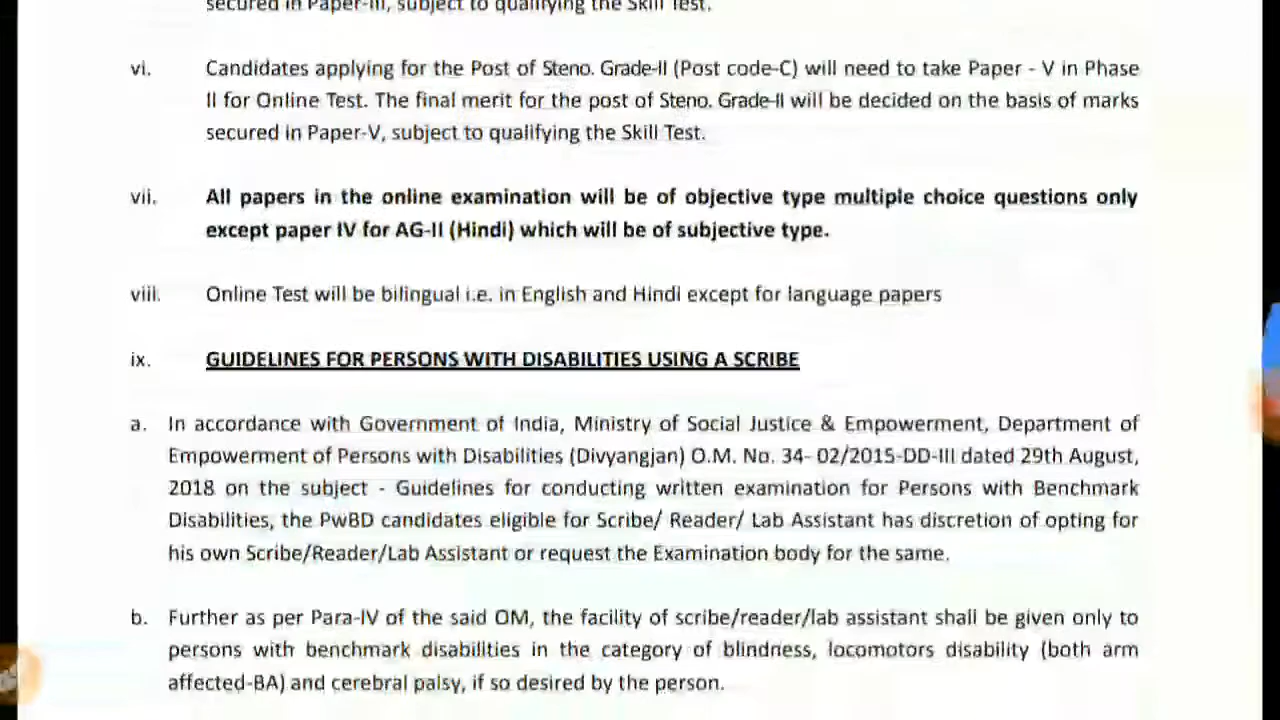 secured in Paper-III, subject to qualifying the Skill Test.
vi. Candidates applying for the Post of Steno. Grade-II (Post code-C) will need to take Paper - V in Phase
II for Online Test. The final merit for the post of Steno. Grade-II will be decided on the basis of marks
secured in Paper-V, subject to qualifying the Skill Test.
vii. All papers in the online examination will be of objective type multiple choice questions only
except paper IV for AG-II (Hindi) which will be of subjective type.
viii. Online Test will be bilingual i.e. in English and Hindi except for language papers
ix. GUIDELINES FOR PERSONS WITH DISABILITIES USING A SCRIBE
a. In accordance with Government of India, Ministry of Social Justice & Empowerment, Department of
Empowerment of Persons with Disabilities (Divyangjan) O.M. No. 34- 02/2015-DD-III dated 29th August,
2018 on the subject - Guidelines for conducting written examination for Persons with Benchmark
Disabilities, the PwBD candidates eligible for Scribe/ Reader/ Lab Assistant has discretion of opting for
his own Scribe/Reader/Lab Assistant or request the Examination body for the same.
b. Further as per Para-IV of the said OM, the facility of scribe/reader/lab assistant shall be given only to
persons with benchmark disabilities in the category of blindness, locomotors disability (both arm
affected-BA) and cerebral palsy, if so desired by the person.